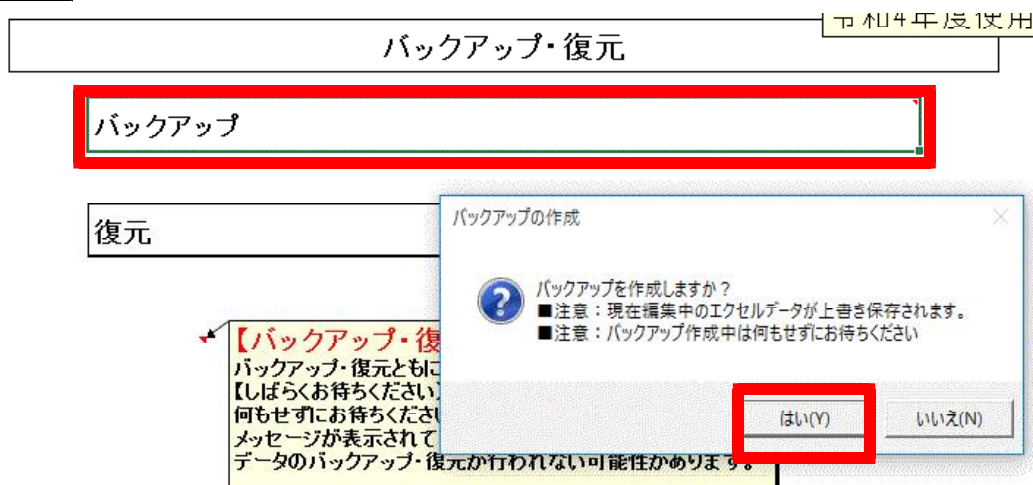 令和4年度使用
バックアップ・復元
バックアップ
復元
バックアップの作成
バックアップを作成しますか？
■注意：現在編集中のエクセルデータが上書き保存されます。
■注意：バックアップ作成中は何もせずにお待ちください
はい(Y)
いいえ(N)
【バックアップ・復
バックアップ・復元ともに
【しばらくお待ちください】
何もせずにお待ちくださ
メッセージが表示されて
データのバックアップ・復元が行われない可能性があります。